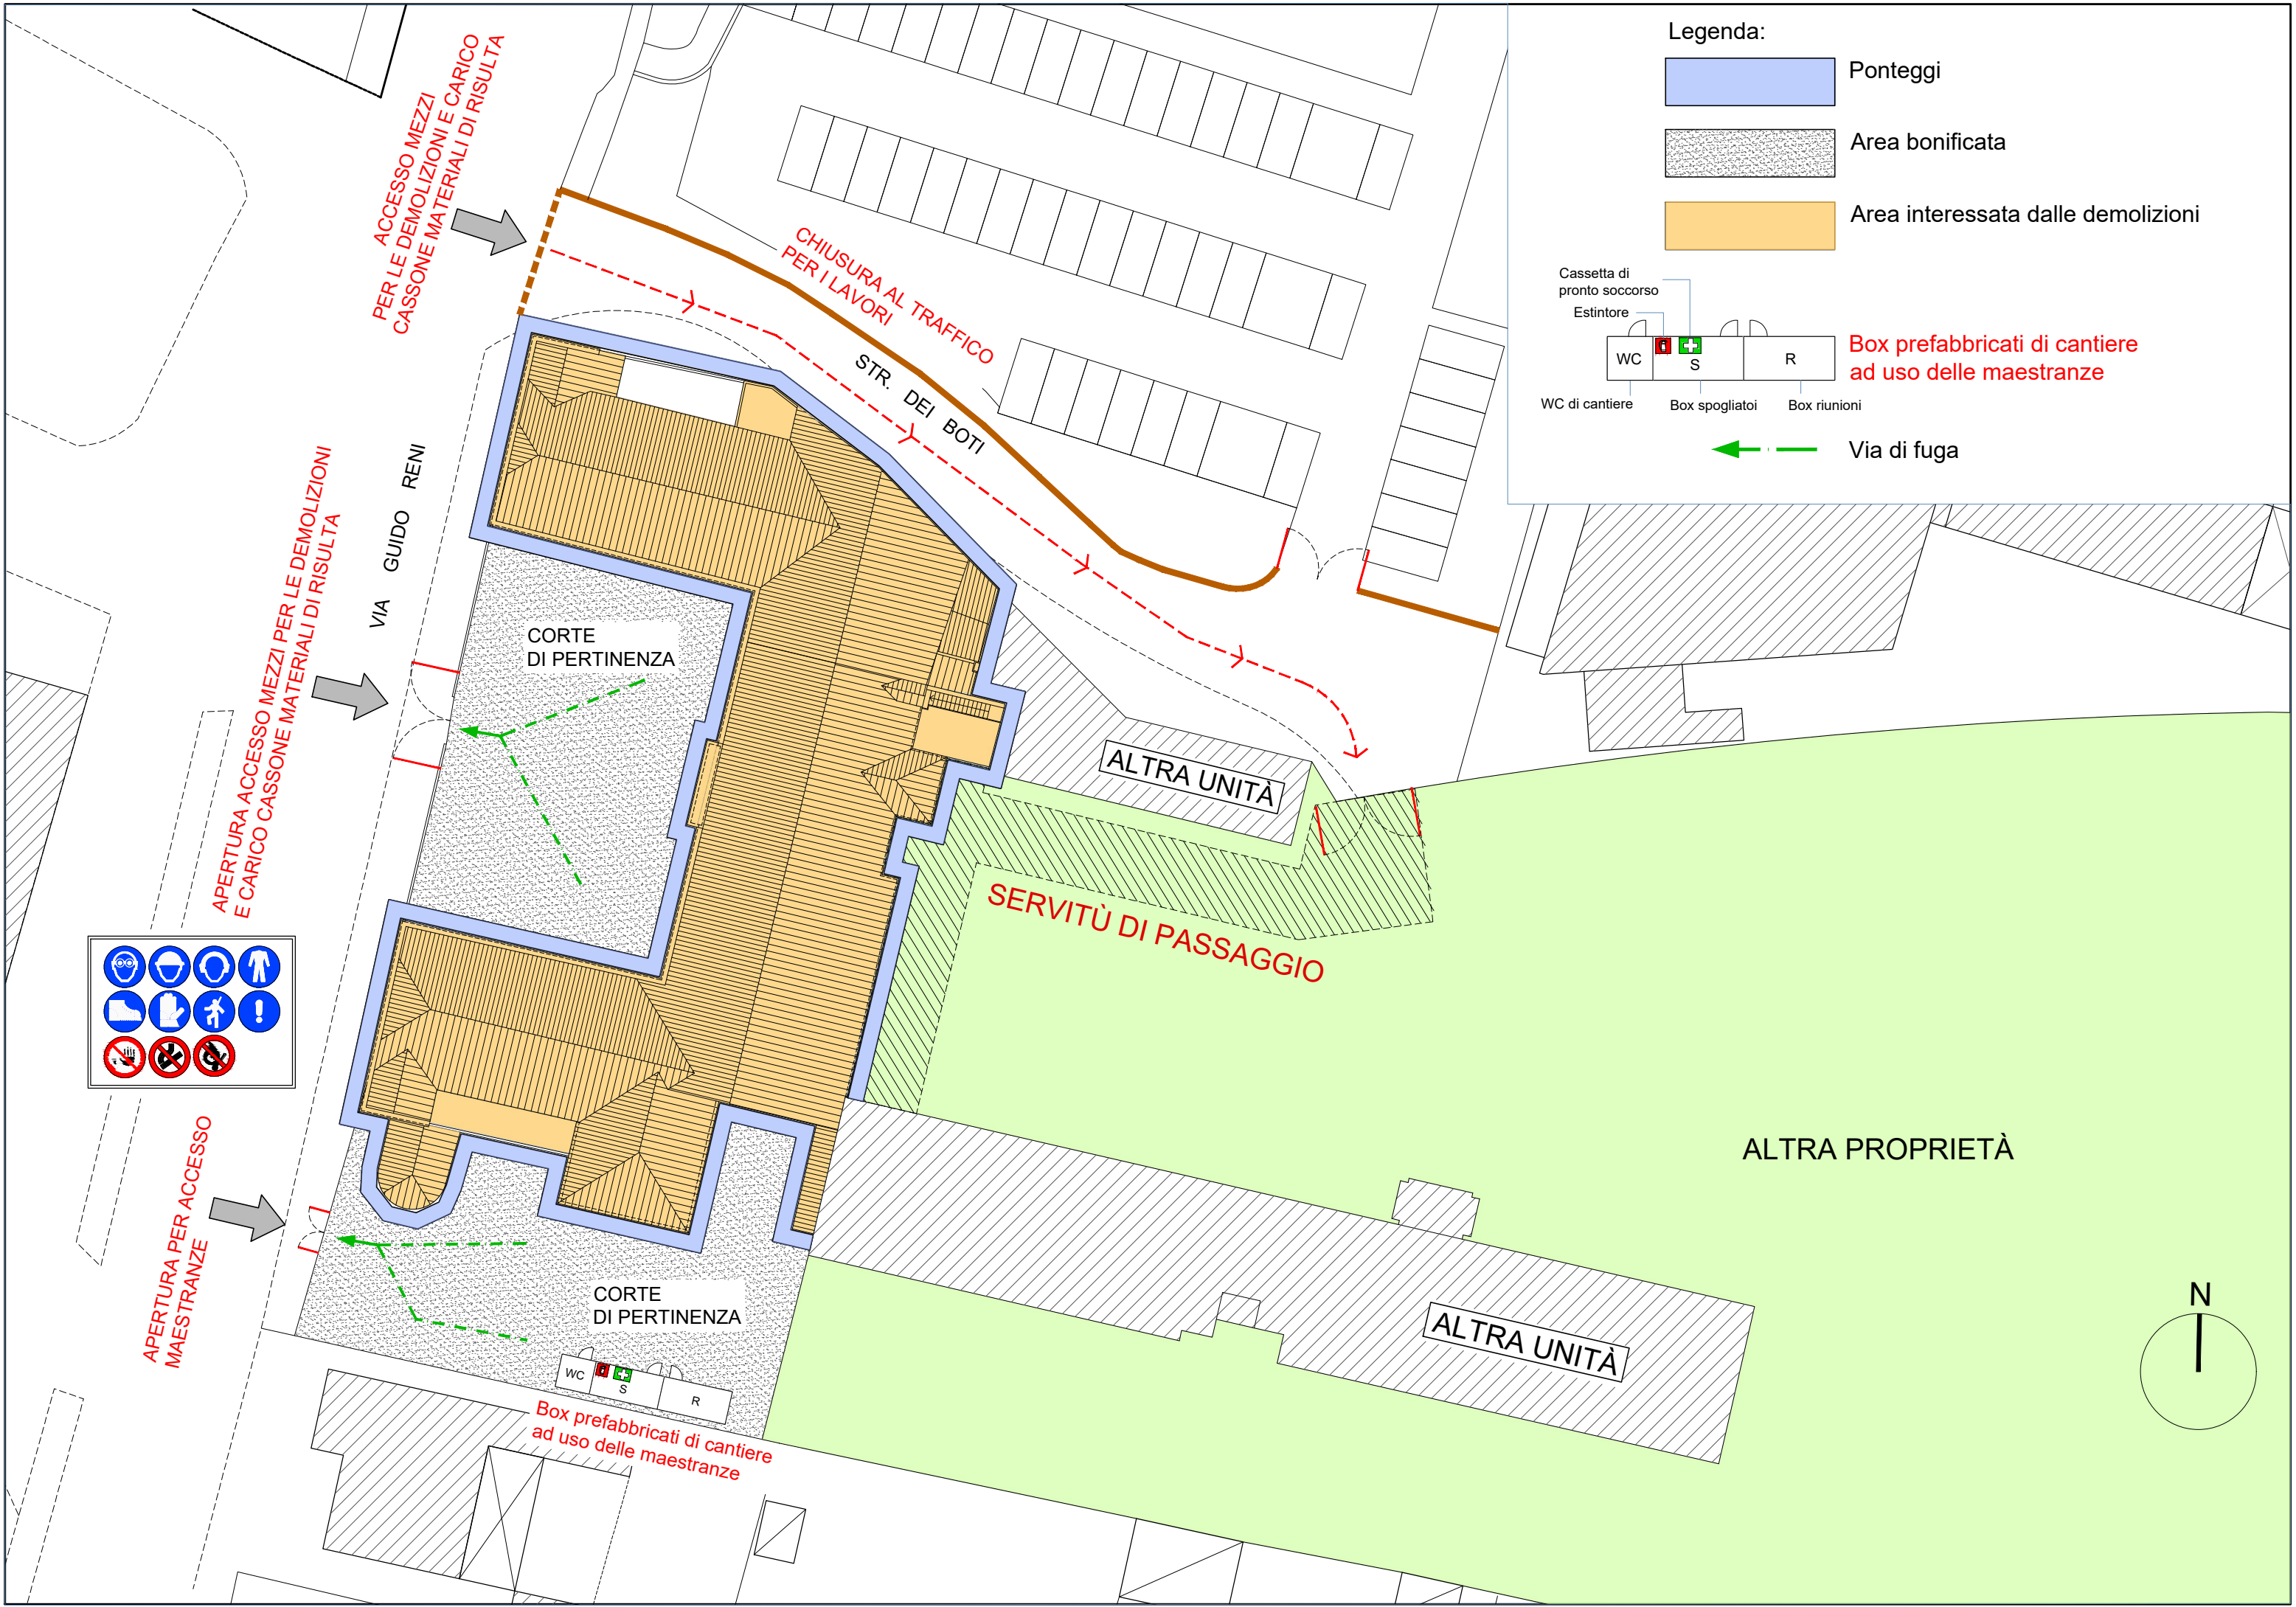 Legenda:
Ponteggi
Area bonificata
Area interessata dalle demolizioni
Cassetta di
pronto soccorso
Estintore
WC
S
R
WC di cantiere
Box spogliatoi
Box riunioni
Box prefabbricati di cantiere
ad uso delle maestranze
Via di fuga
ACCESSO MEZZI
PER LE DEMOLIZIONI E CARICO
CASSONE MATERIALI DI RISULTA
CHIUSURA AL TRAFFICO
PER I LAVORI
STR. DEI BOTI
VIA GUIDO RENI
APERTURA ACCESSO MEZZI PER LE DEMOLIZIONI
E CARICO CASSONE MATERIALI DI RISULTA
CORTE
DI PERTINENZA
ALTRA UNITÀ
SERVITÙ DI PASSAGGIO
ALTRA PROPRIETÀ
APERTURA PER ACCESSO
MAESTRANZE
CORTE
DI PERTINENZA
ALTRA UNITÀ
N
WC
S
R
Box prefabbricati di cantiere
ad uso delle maestranze